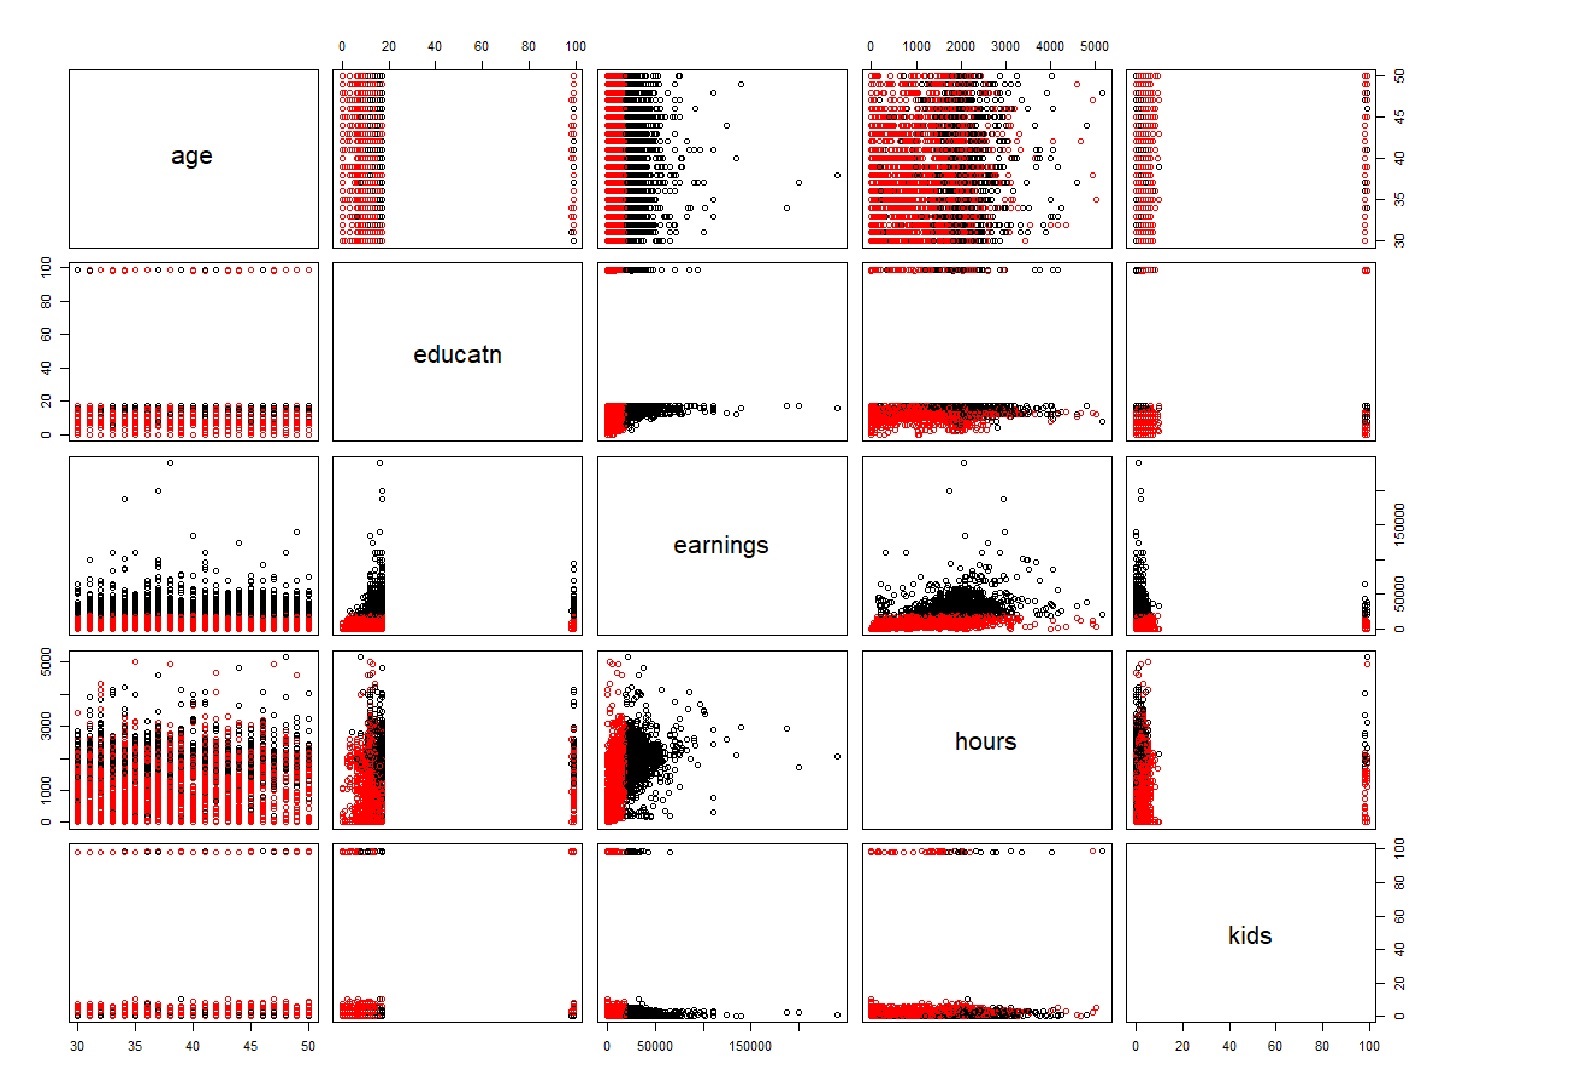 0 20 40 60 80 100 0 1000 2000 3000 4000 5000
age 30 35 40 45 50
0 20 40 60 80 100 educatn
earnings 0 50000 150000
0 1000 3000 5000 hours
kids 0 20 40 60 80 100
30 35 40 45 50 0 50000 150000 0 20 40 60 80 100